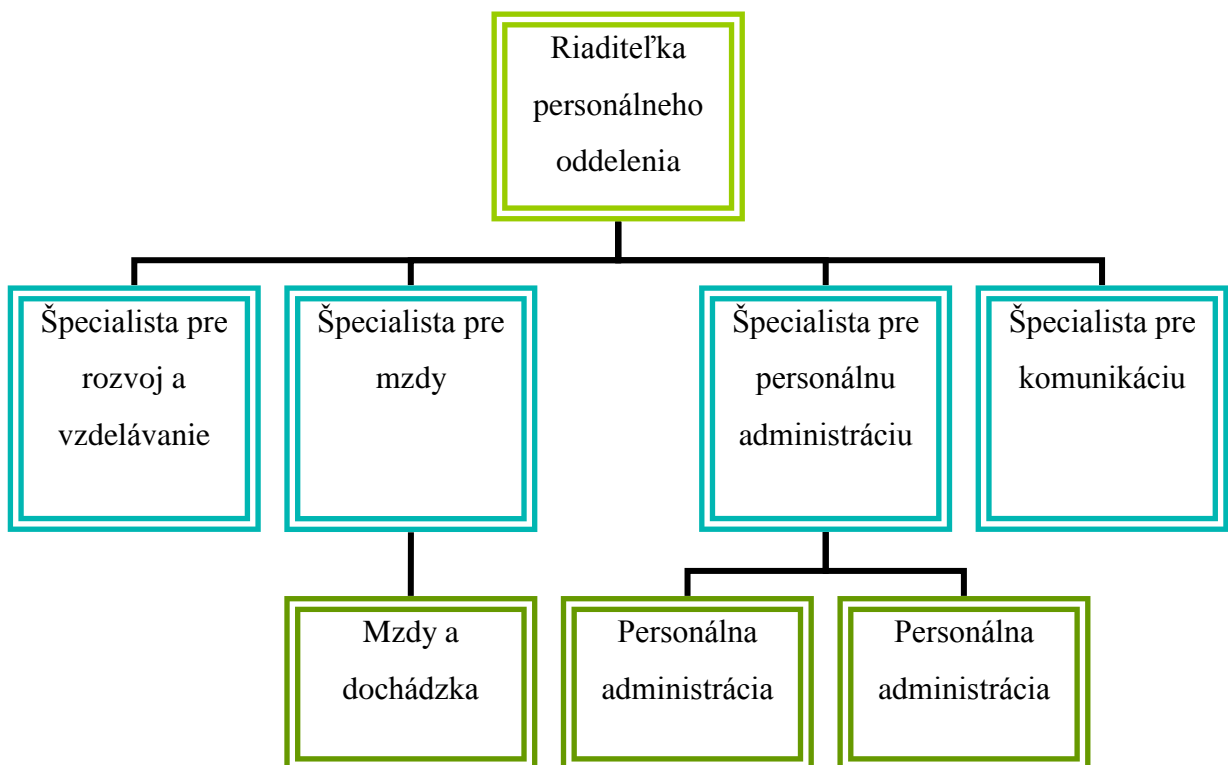 Riaditeľka
personálneho
oddelenia
Špecialista pre
rozvoj a
vzdelávanie
Špecialista pre
mzdy
Špecialista pre
personálnu
administráciu
Špecialista pre
komunikáciu
Mzdy a
dochádzka
Personálna
administrácia
Personálna
administrácia